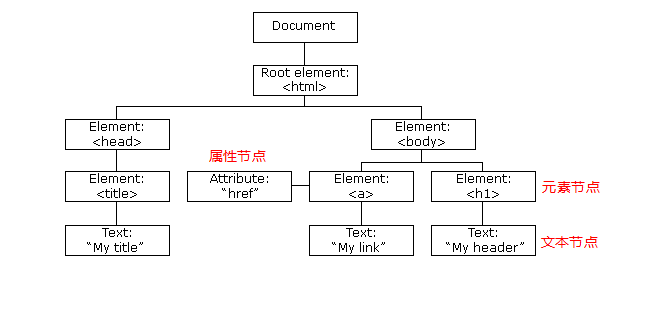 Document
Root element:
<html>
Element:
<head>
Element:
<body>
属性节点
Element:
<title>
Attribute:
“href”
Element:
<a>
Element:
<h1>
元素节点
Text:
“My title”
Text:
“My link”
Text:
“My header”
文本节点